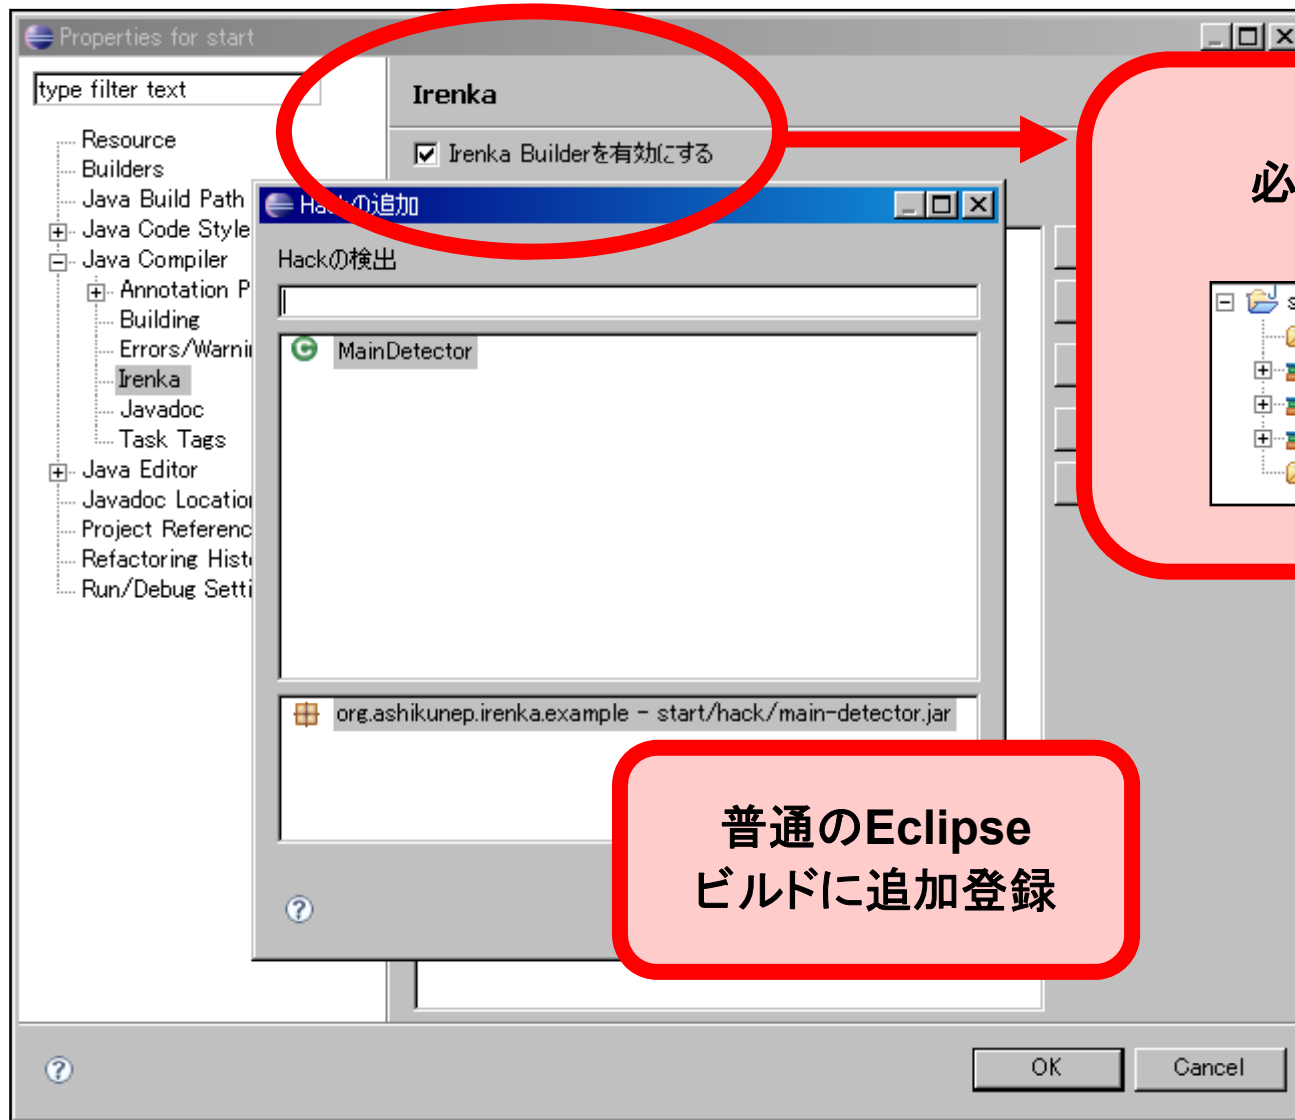 Properties for start
type filter text
Resource
Builders
Java Build Path
Java Code Style
Java Compiler
Annotation P
Building
Errors/Warni
Irenka
Javadoc
Task Tags
Java Editor
Javadoc Location
Project Referenc
Refactoring Hist
Run/Debug Setti
Irenka
Irenka Builderを有効にする
Hackの追加
Hackの検出
MainDetector
org.ashikunep.irenka.example - start/hack/main-detector.jar
必
s
普通のEclipse
ビルドに追加登録
OK
Cancel